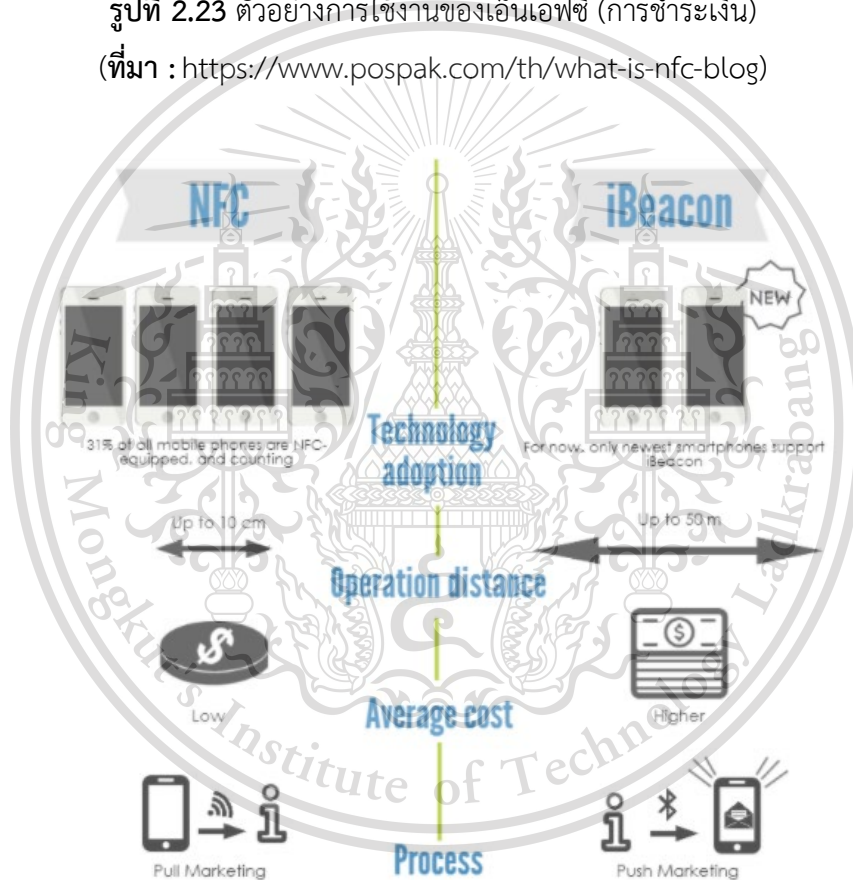 รูปที่ 2.23 ตัวอย่างการใช้งานของเอ็นเอฟซี (การชำระเงิน)
(ที่มา : https://www.pospak.com/th/what-is-nfc-blog)
NFC
iBeacon
NEW
31% of all mobile phones are NFC-
equipped, and counting
Technology
adoption
For now, only newest smartphones support
iBeacon
Up to 10 cm
Up to 50 m
Operation distance
$
$
Low
Average cost
Higher
Pull Marketing
Process
Push Marketing
King Mongkut's Institute of Technology Ladkrabang